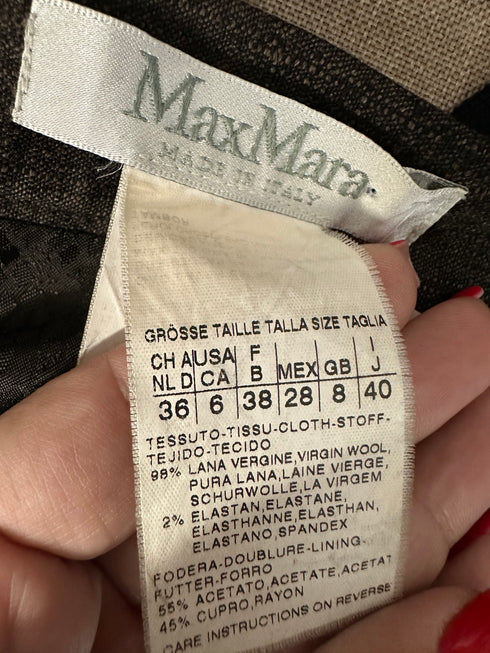 MaxMara
MADE IN ITALY
GRÖSSE TAILLE TALLA SIZE TAGLIA
CH A USA F MEX GB I
NL D CA B J
36 6 38 28 8 40
TESSUTO-TISSU-CLOTH-STOFF-
TEJIDO-TECIDO
98% LANA VERGINE,VIRGIN WOOL,
PURA LANA,LAINE VIERGE,
SCHURWOLLE,LA VIRGEM
2% ELASTAN,ELASTANE,
ELASTHANNE,ELASTHAN,
ELASTANO,SPANDEX
FODERA-DOUBLURE-LINING-
FUTTER-FORRO
55% ACETATO,ACETATE,ACETAT
45% CUPRO,RAYON
CARE INSTRUCTIONS ON REVERSE